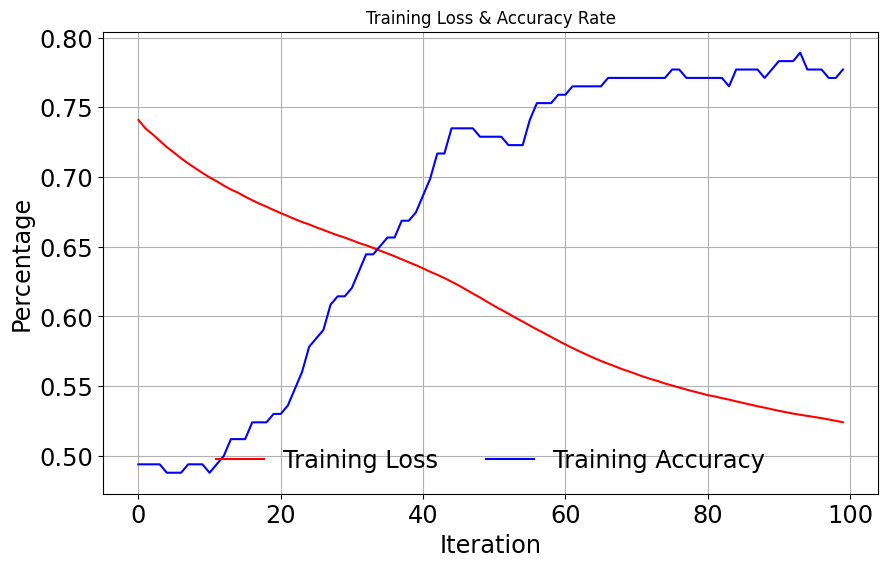 Training Loss & Accuracy Rate
0.80
0.75
0.70
0.65
0.60
0.55
0.50
Percentage
Training Loss Training Accuracy
0 20 40 60 80 100
Iteration